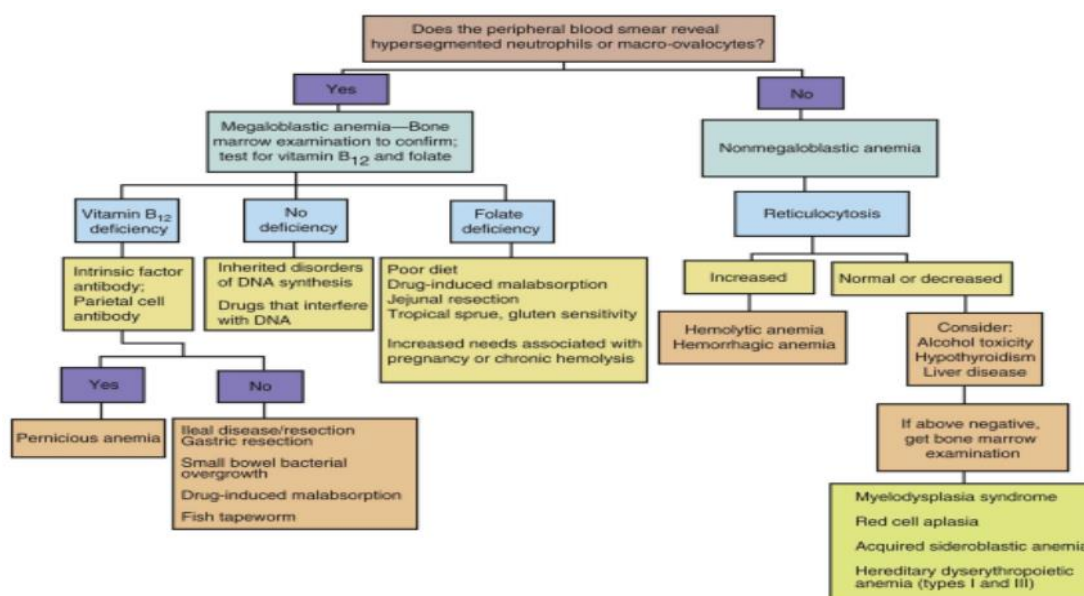 Does the peripheral blood smear reveal
hypersegmented neutrophils or macro-ovalocytes?
Yes
No
Megaloblastic anemia—Bone
marrow examination to confirm;
test for vitamin B12 and folate
Nonmegaloblastic anemia
Vitamin B12
deficiency
No
deficiency
Folate
deficiency
Reticulocytosis
Intrinsic factor
antibody;
Parietal cell
antibody
Inherited disorders
of DNA synthesis
Drugs that interfere
with DNA
Poor diet
Drug-induced malabsorption
Jejunal resection
Tropical sprue, gluten sensitivity
Increased needs associated with
pregnancy or chronic hemolysis
Increased
Normal or decreased
Hemolytic anemia
Hemorrhagic anemia
Consider:
Alcohol toxicity
Hypothyroidism
Liver disease
Yes
No
Pernicious anemia
Ileal disease/resection
Gastric resection
Small bowel bacterial
overgrowth
Drug-induced malabsorption
Fish tapeworm
If above negative,
get bone marrow
examination
Myelodysplasia syndrome
Red cell aplasia
Acquired sideroblastic anemia
Hereditary dyserythropoietic
anemia (types I and III)